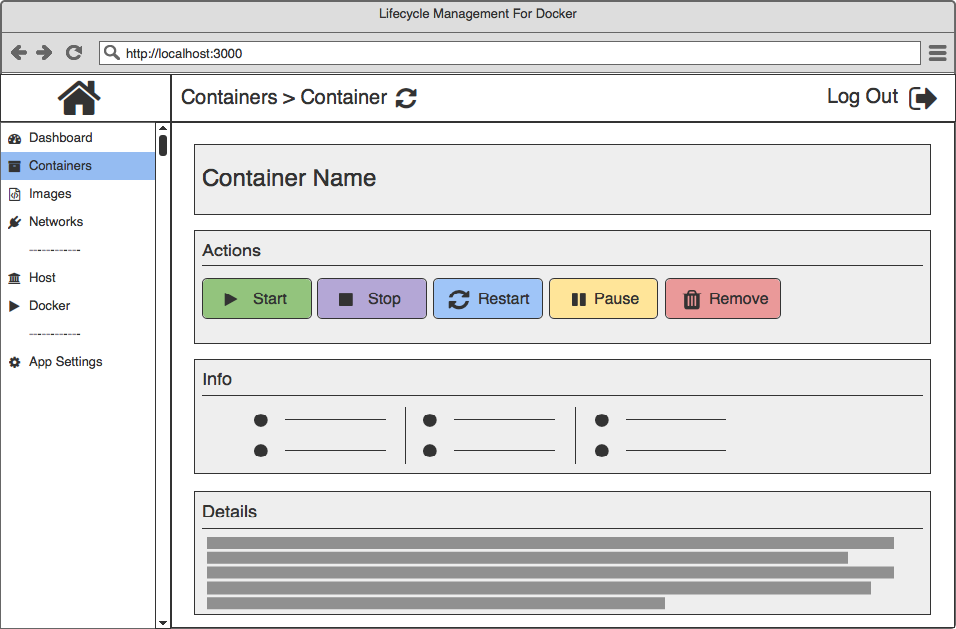 Lifecycle Management For Docker
http://localhost:3000
Containers > Container
Log Out
Dashboard
Containers
Images
Networks
------------
Host
Docker
------------
App Settings
Container Name
Actions
Start Stop Restart Pause Remove
Info
Details